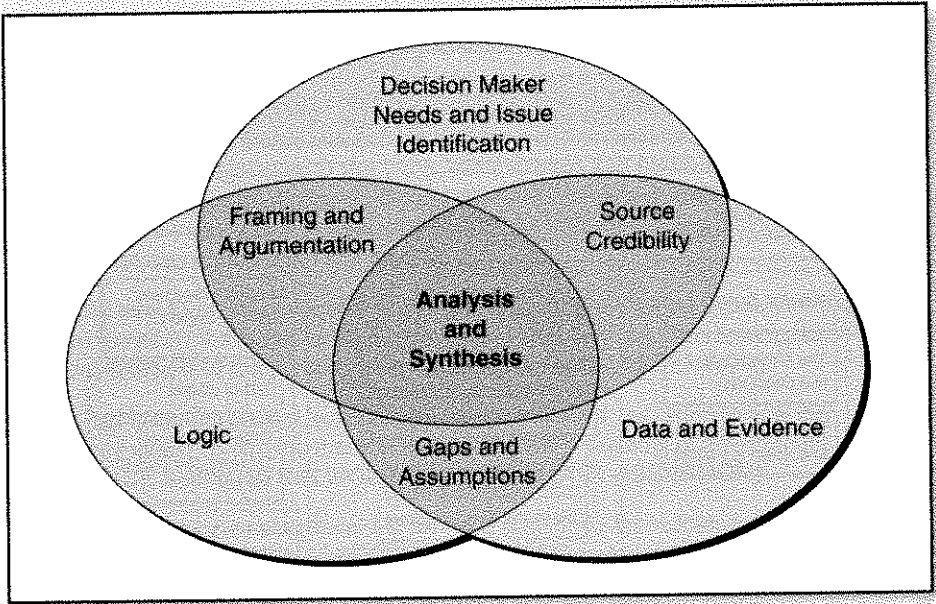 Decision Maker
Needs and Issue
Identification
Framing and
Argumentation
Source
Credibility
Analysis
and
Synthesis
Logic
Data and Evidence
Gaps and
Assumptions